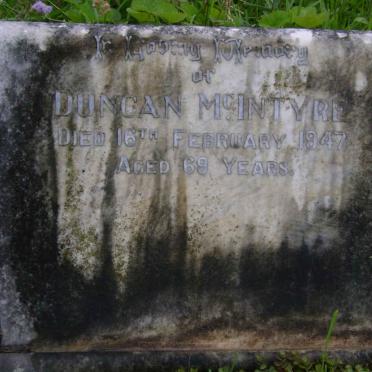 In Loving Memory
of
DUNCAN MCINTYRE
DIED 16TH FEBRUARY 1947
AGED 69 YEARS.